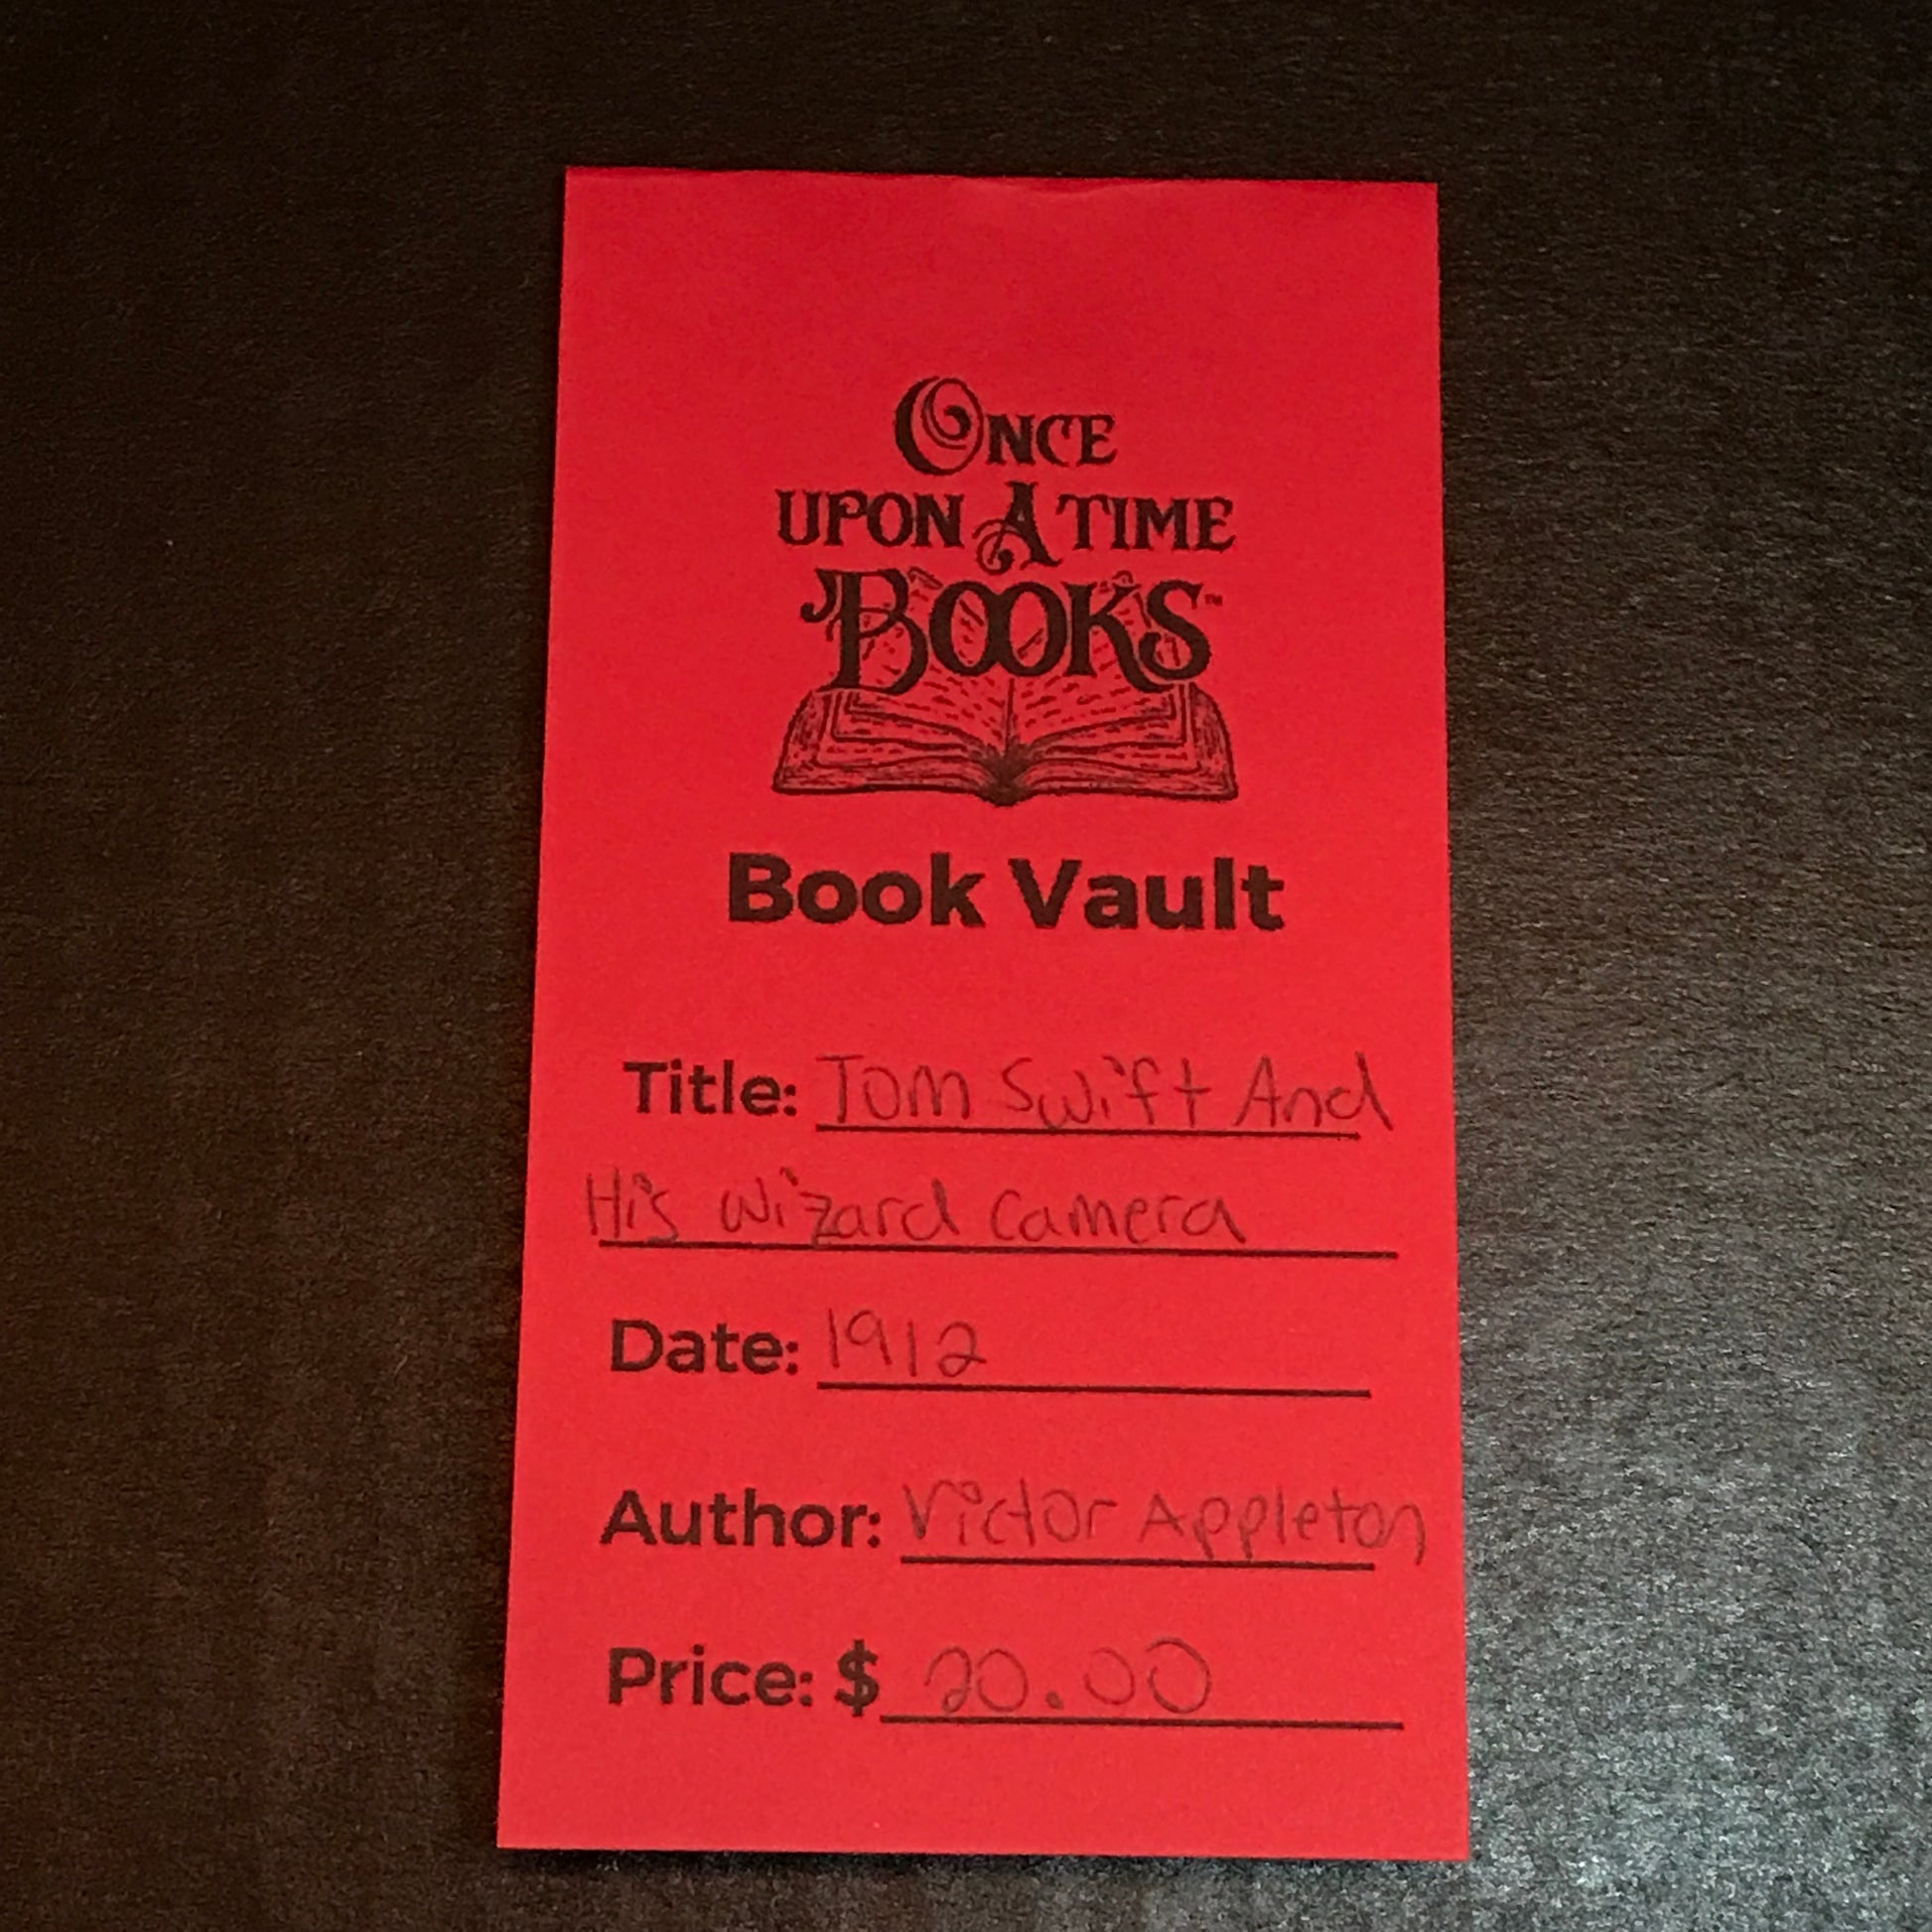 ONCE
UPON A TIME
BOOKS™
Book Vault
Title: Tom Swift And
His Wizard Camera
Date: 1912
Author: Victor Appleton
Price: $ 20.00